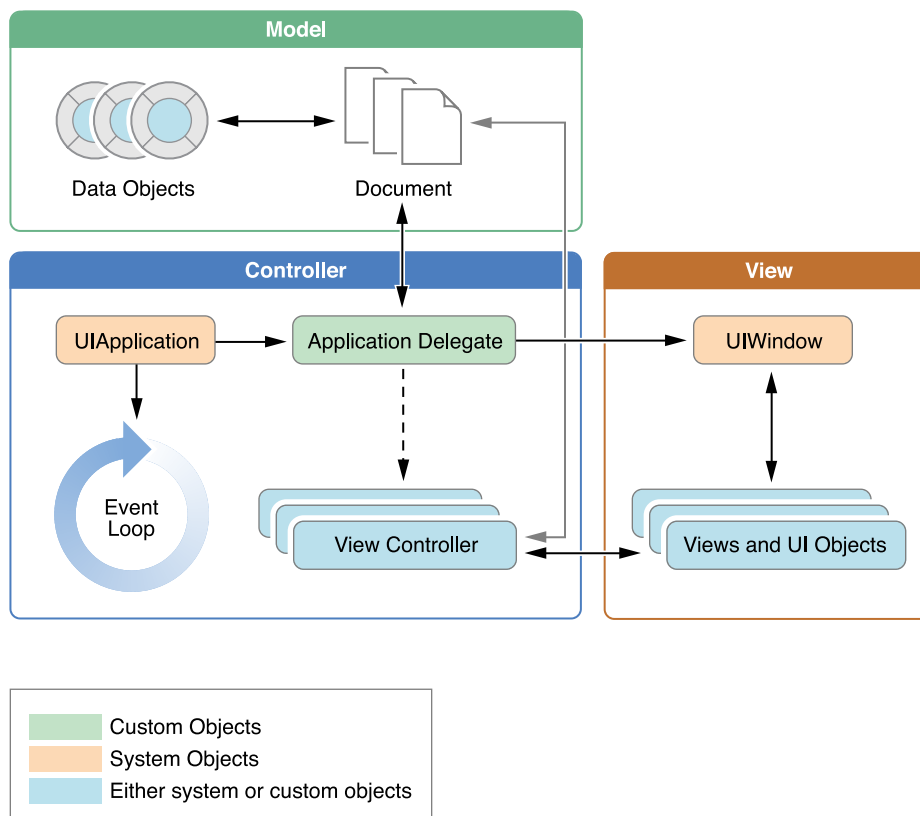 Model
Data Objects
Document
Controller
View
UIApplication
Application Delegate
UIWindow
Event
Loop
View Controller
Views and UI Objects
Custom Objects
System Objects
Either system or custom objects